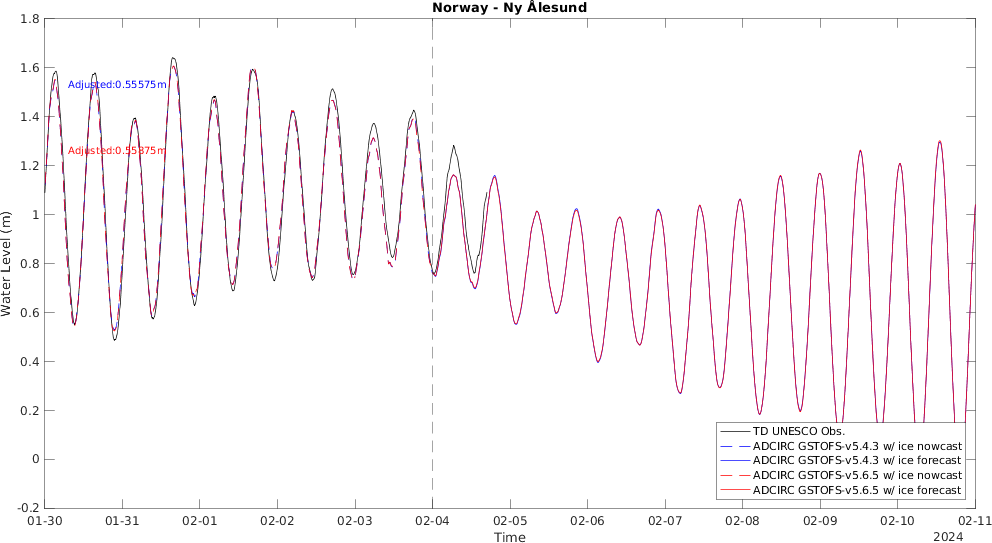 Norway - Ny Ålesund
Water Level (m)
1.8
1.6
1.4
1.2
1
0.8
0.6
0.4
0.2
0
-0.2
Adjusted:0.55575m
Adjusted:0.55375m
TD UNESCO Obs.
ADCIRC GSTOFS-v5.4.3 w/ ice nowcast
ADCIRC GSTOFS-v5.4.3 w/ ice forecast
ADCIRC GSTOFS-v5.6.5 w/ ice nowcast
ADCIRC GSTOFS-v5.6.5 w/ ice forecast
01-30 01-31 02-01 02-02 02-03 02-04 02-05 02-06 02-07 02-08 02-09 02-10 02-11
Time
2024